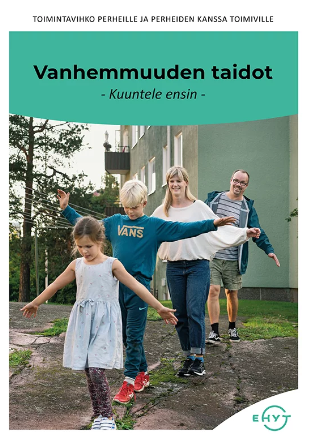 TOIMINTAVIHKO PERHEILLE JA PERHEIDEN KANSSA TOIMIVILLE
Vanhemmuuden taidot
- Kuuntele ensin -
VANS
EHYT